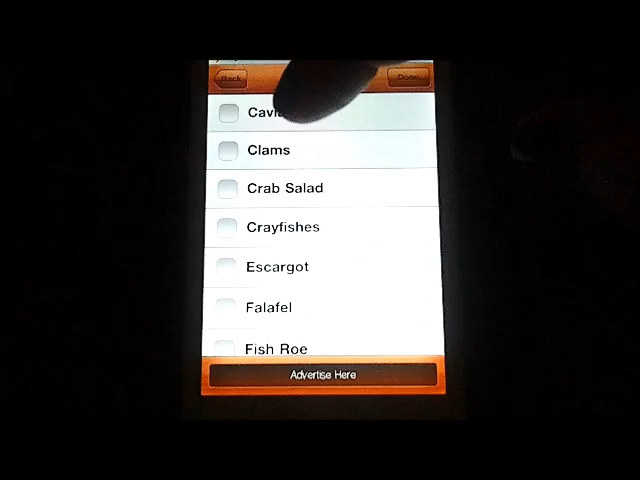 Back Done
Clams
Crab Salad
Crayfishes
Escargot
Falafel
Fish Roe
Advertise Here